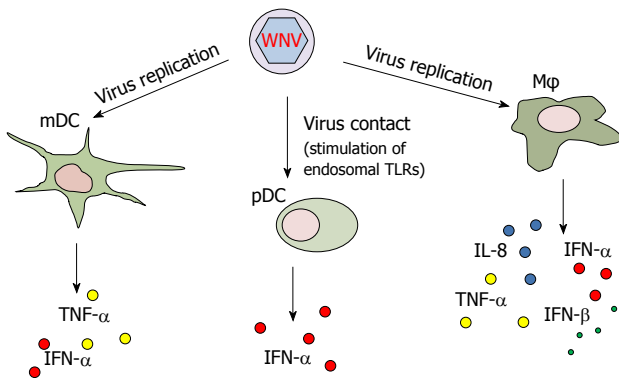 WNV
Virus replication
Virus replication
mDC
Mφ
Virus contact
(stimulation of
endosomal TLRs)
pDC
IL-8
IFN-α
TNF-α
IFN-β
TNF-α
IFN-α
IFN-α